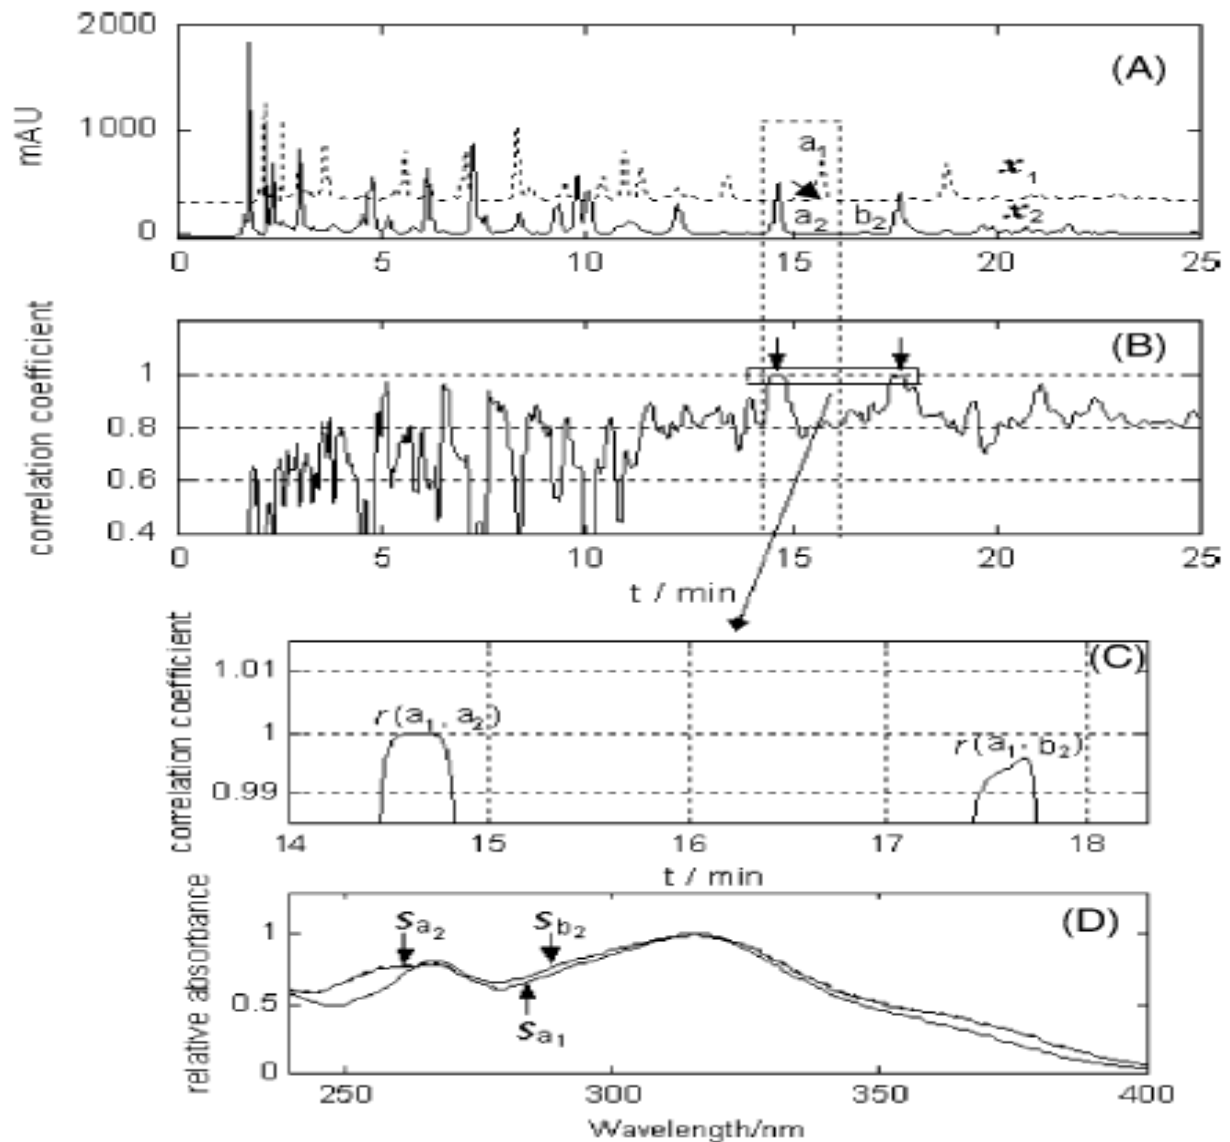 2000
(A)
mAU
1000
a1
x1
a2
b2
x2
0
0 5 10 15 20 25
correlation coefficient
(B)
1
0.8
0.6
0.4
0 5 10 15 20 25
t / min
correlation coefficient
(C)
1.01
r(a1, a2)
1
r(a1, b2)
0.99
14 15 16 17 18
t / min
relative absorbance
(D)
Sa2
Sb2
1
0.5
Sa1
0
250 300 350 400
Wavelength/nm